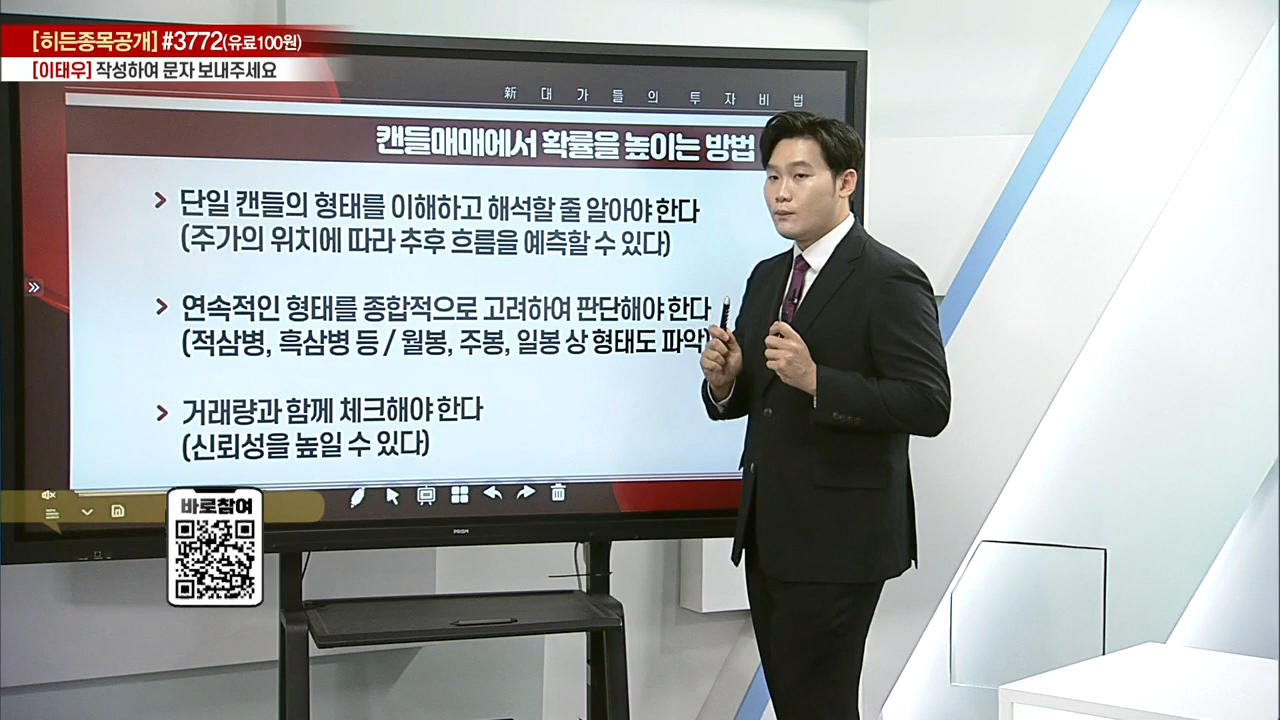 [히든종목공개] #3772(유료100원)
[이태우] 작성하여 문자 보내주세요
新 대 가 들 의 투 자 비 법
캔들매매에서 확률을 높이는 방법
단일 캔들의 형태를 이해하고 해석할 줄 알아야 한다
(주가의 위치에 따라 추후 흐름을 예측할 수 있다)
연속적인 형태를 종합적으로 고려하여 판단해야 한다
(적삼병, 흑삼병 등 / 월봉, 주봉, 일봉 상 형태도 파악)
거래량과 함께 체크해야 한다
(신뢰성을 높일 수 있다)
바로참여
PRISM